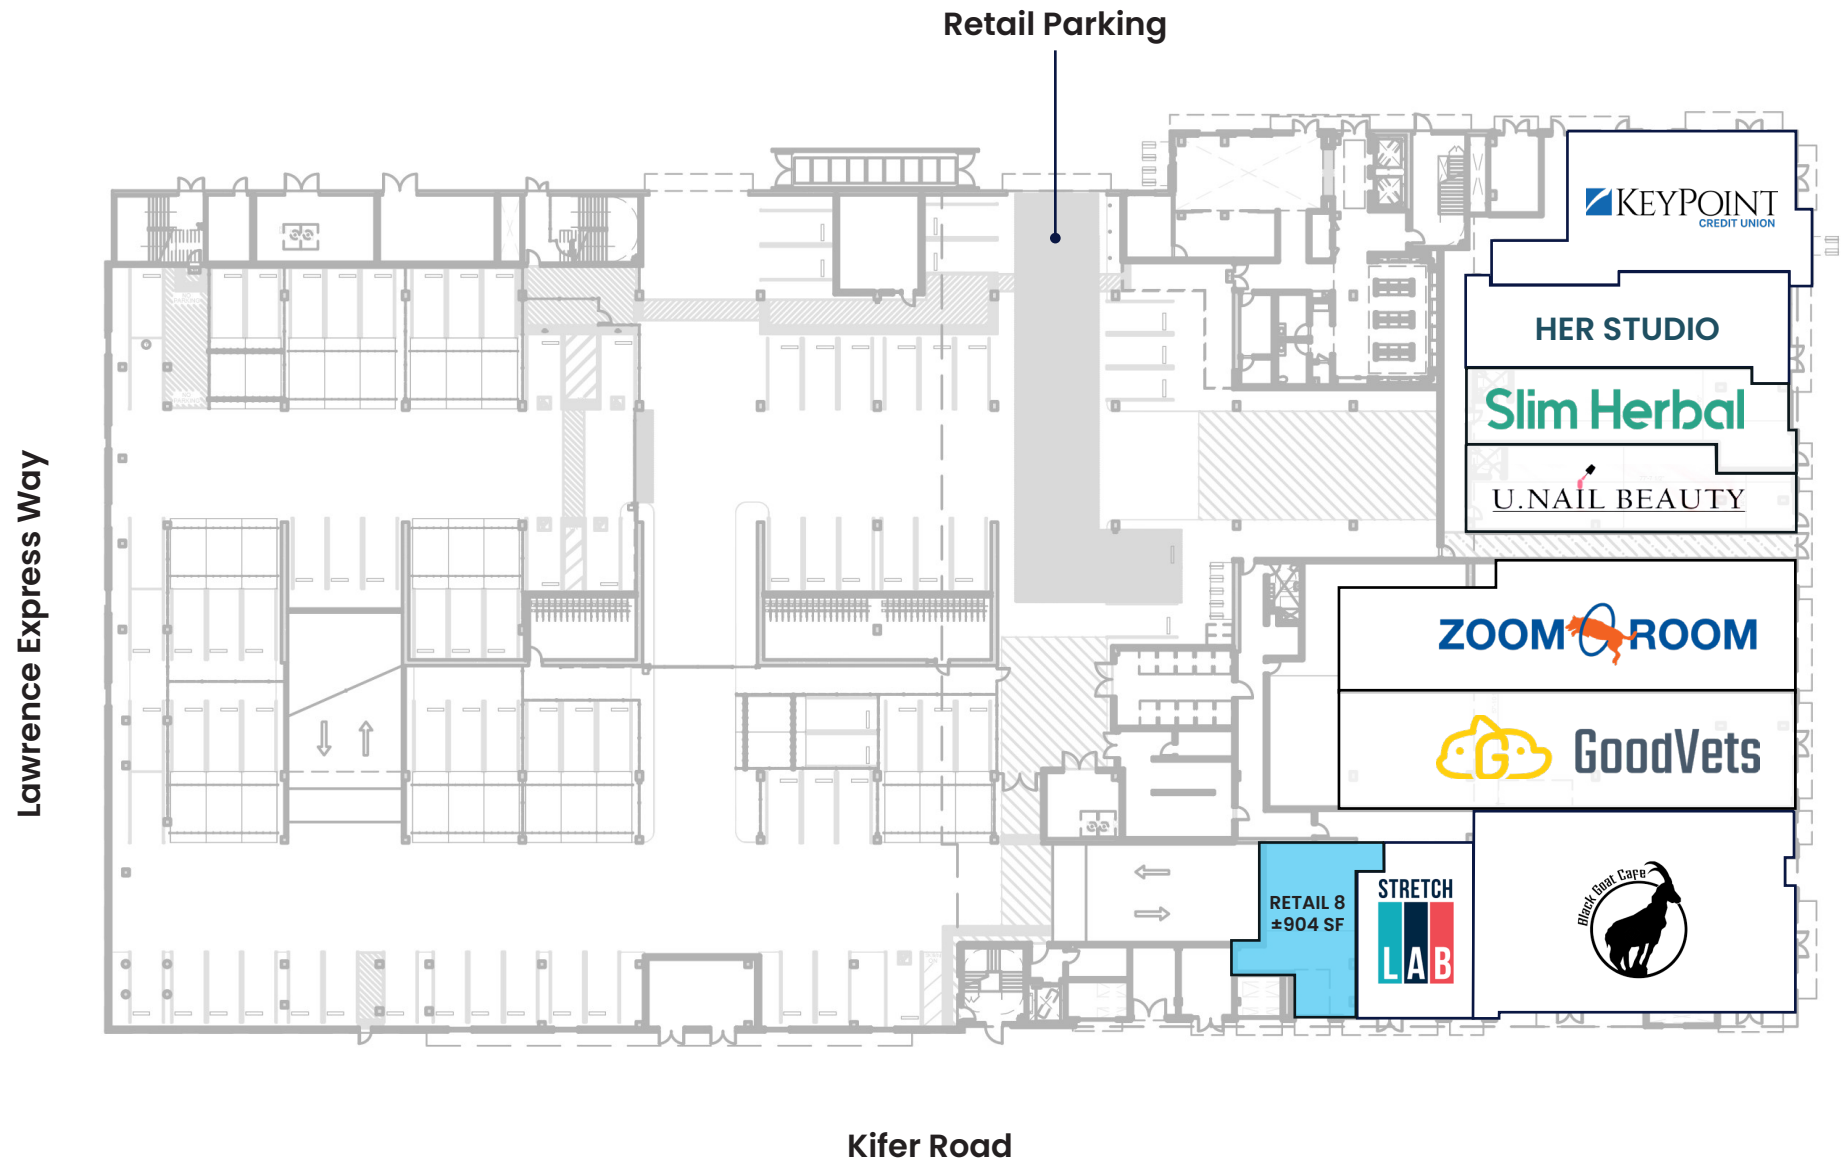 Retail Parking
KEYPOINT
CREDIT UNION
HER STUDIO
Slim Herbal
U.NAIL BEAUTY
Lawrence Express Way
ZOOM ROOM
G GoodVets
STRETCH
LAB
RETAIL 8
±904 SF
Black Goat Cafe
Kifer Road